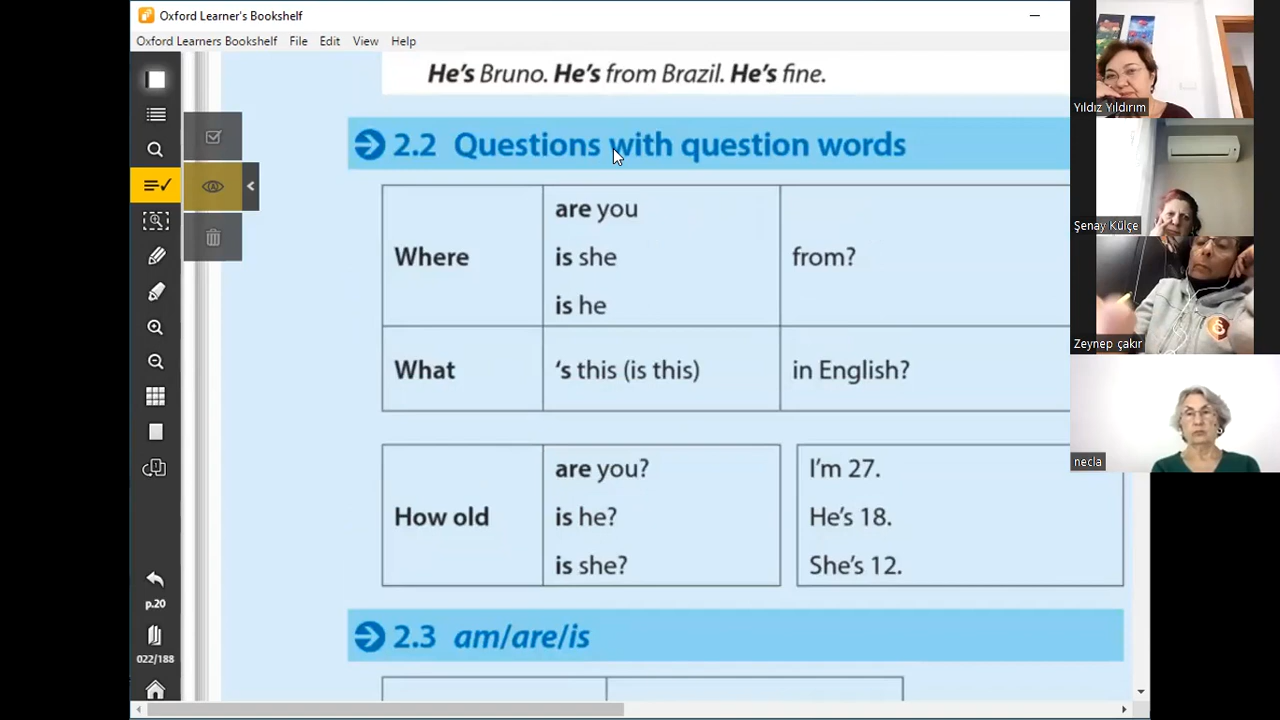 Oxford Learner's Bookshelf
Oxford Learners Bookshelf File Edit View Help
He's Bruno. He's from Brazil. He's fine.
2.2 Questions with question words
are you
Where is she from?
is he
What 's this (is this) in English?
are you? I'm 27.
How old is he? He's 18.
is she? She's 12.
2.3 am/are/is
p.20
022/188
Yıldız Yıldırım
Şenay Külçe
Zeynep çakır
necla